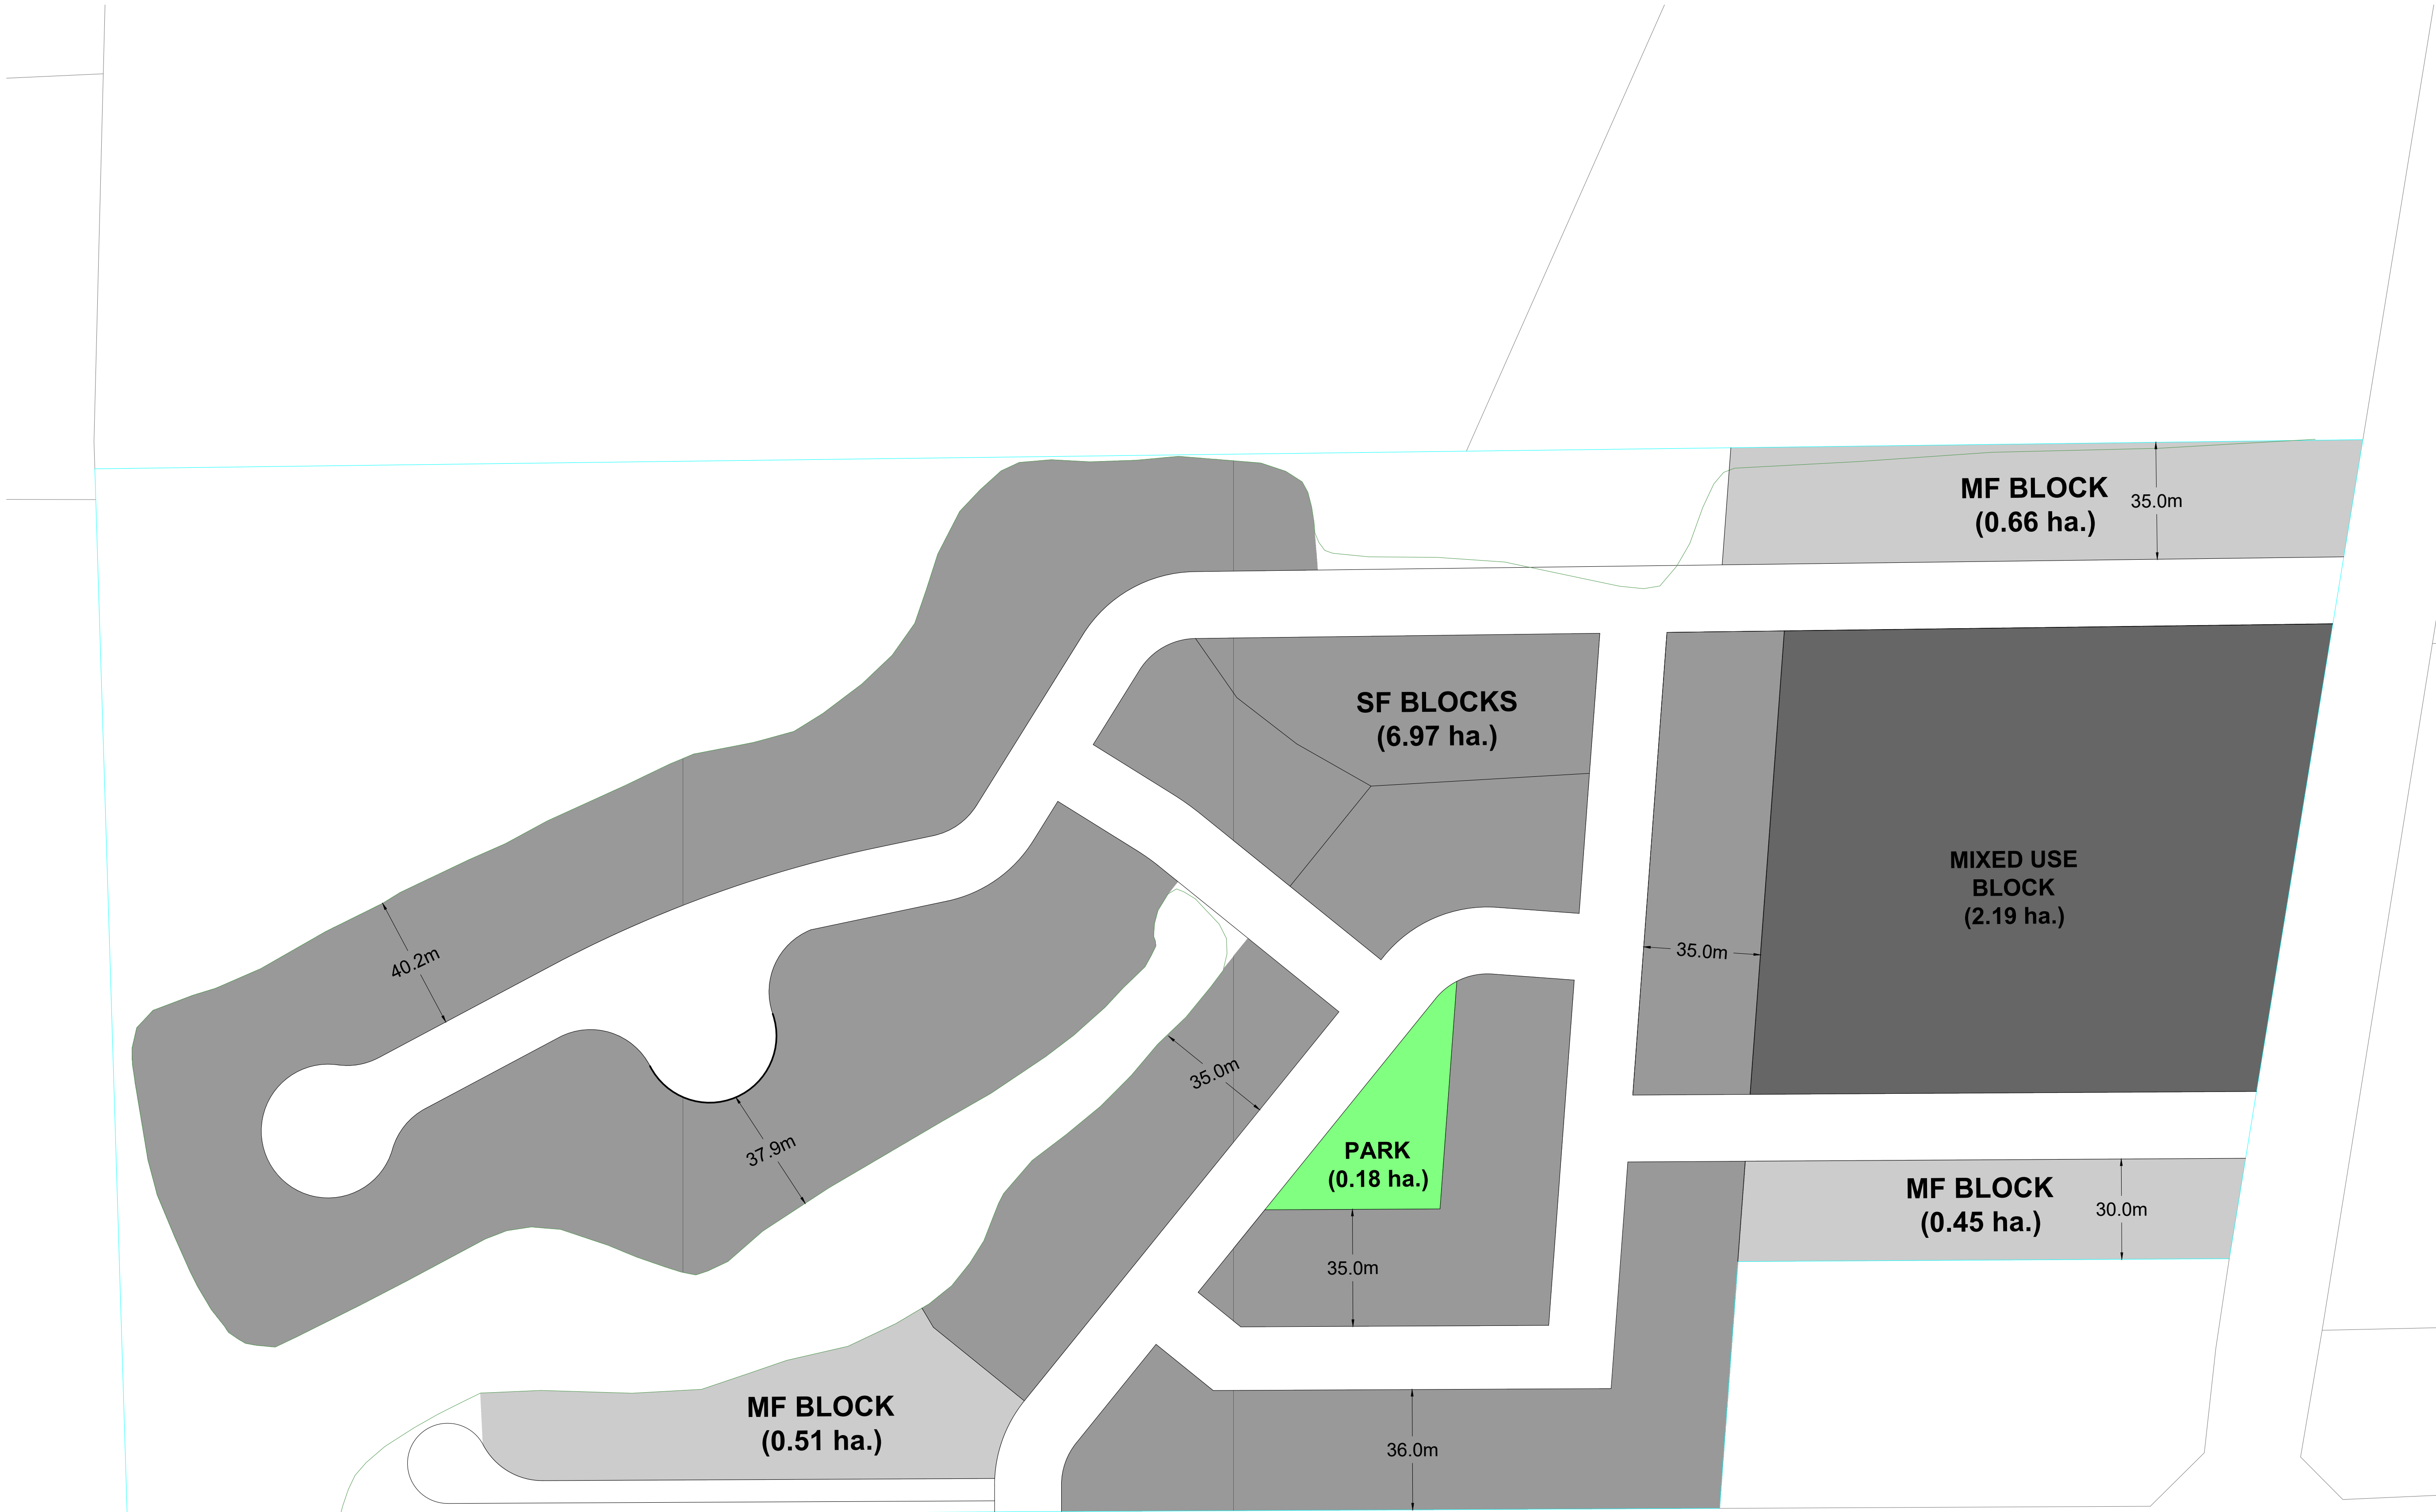 MF BLOCK
(0.66 ha.)
35.0m
SF BLOCKS
(6.97 ha.)
MIXED USE
BLOCK
(2.19 ha.)
35.0m
40.2m
35.0m
37.9m
PARK
(0.18 ha.)
35.0m
MF BLOCK
(0.45 ha.)
30.0m
MF BLOCK
(0.51 ha.)
36.0m